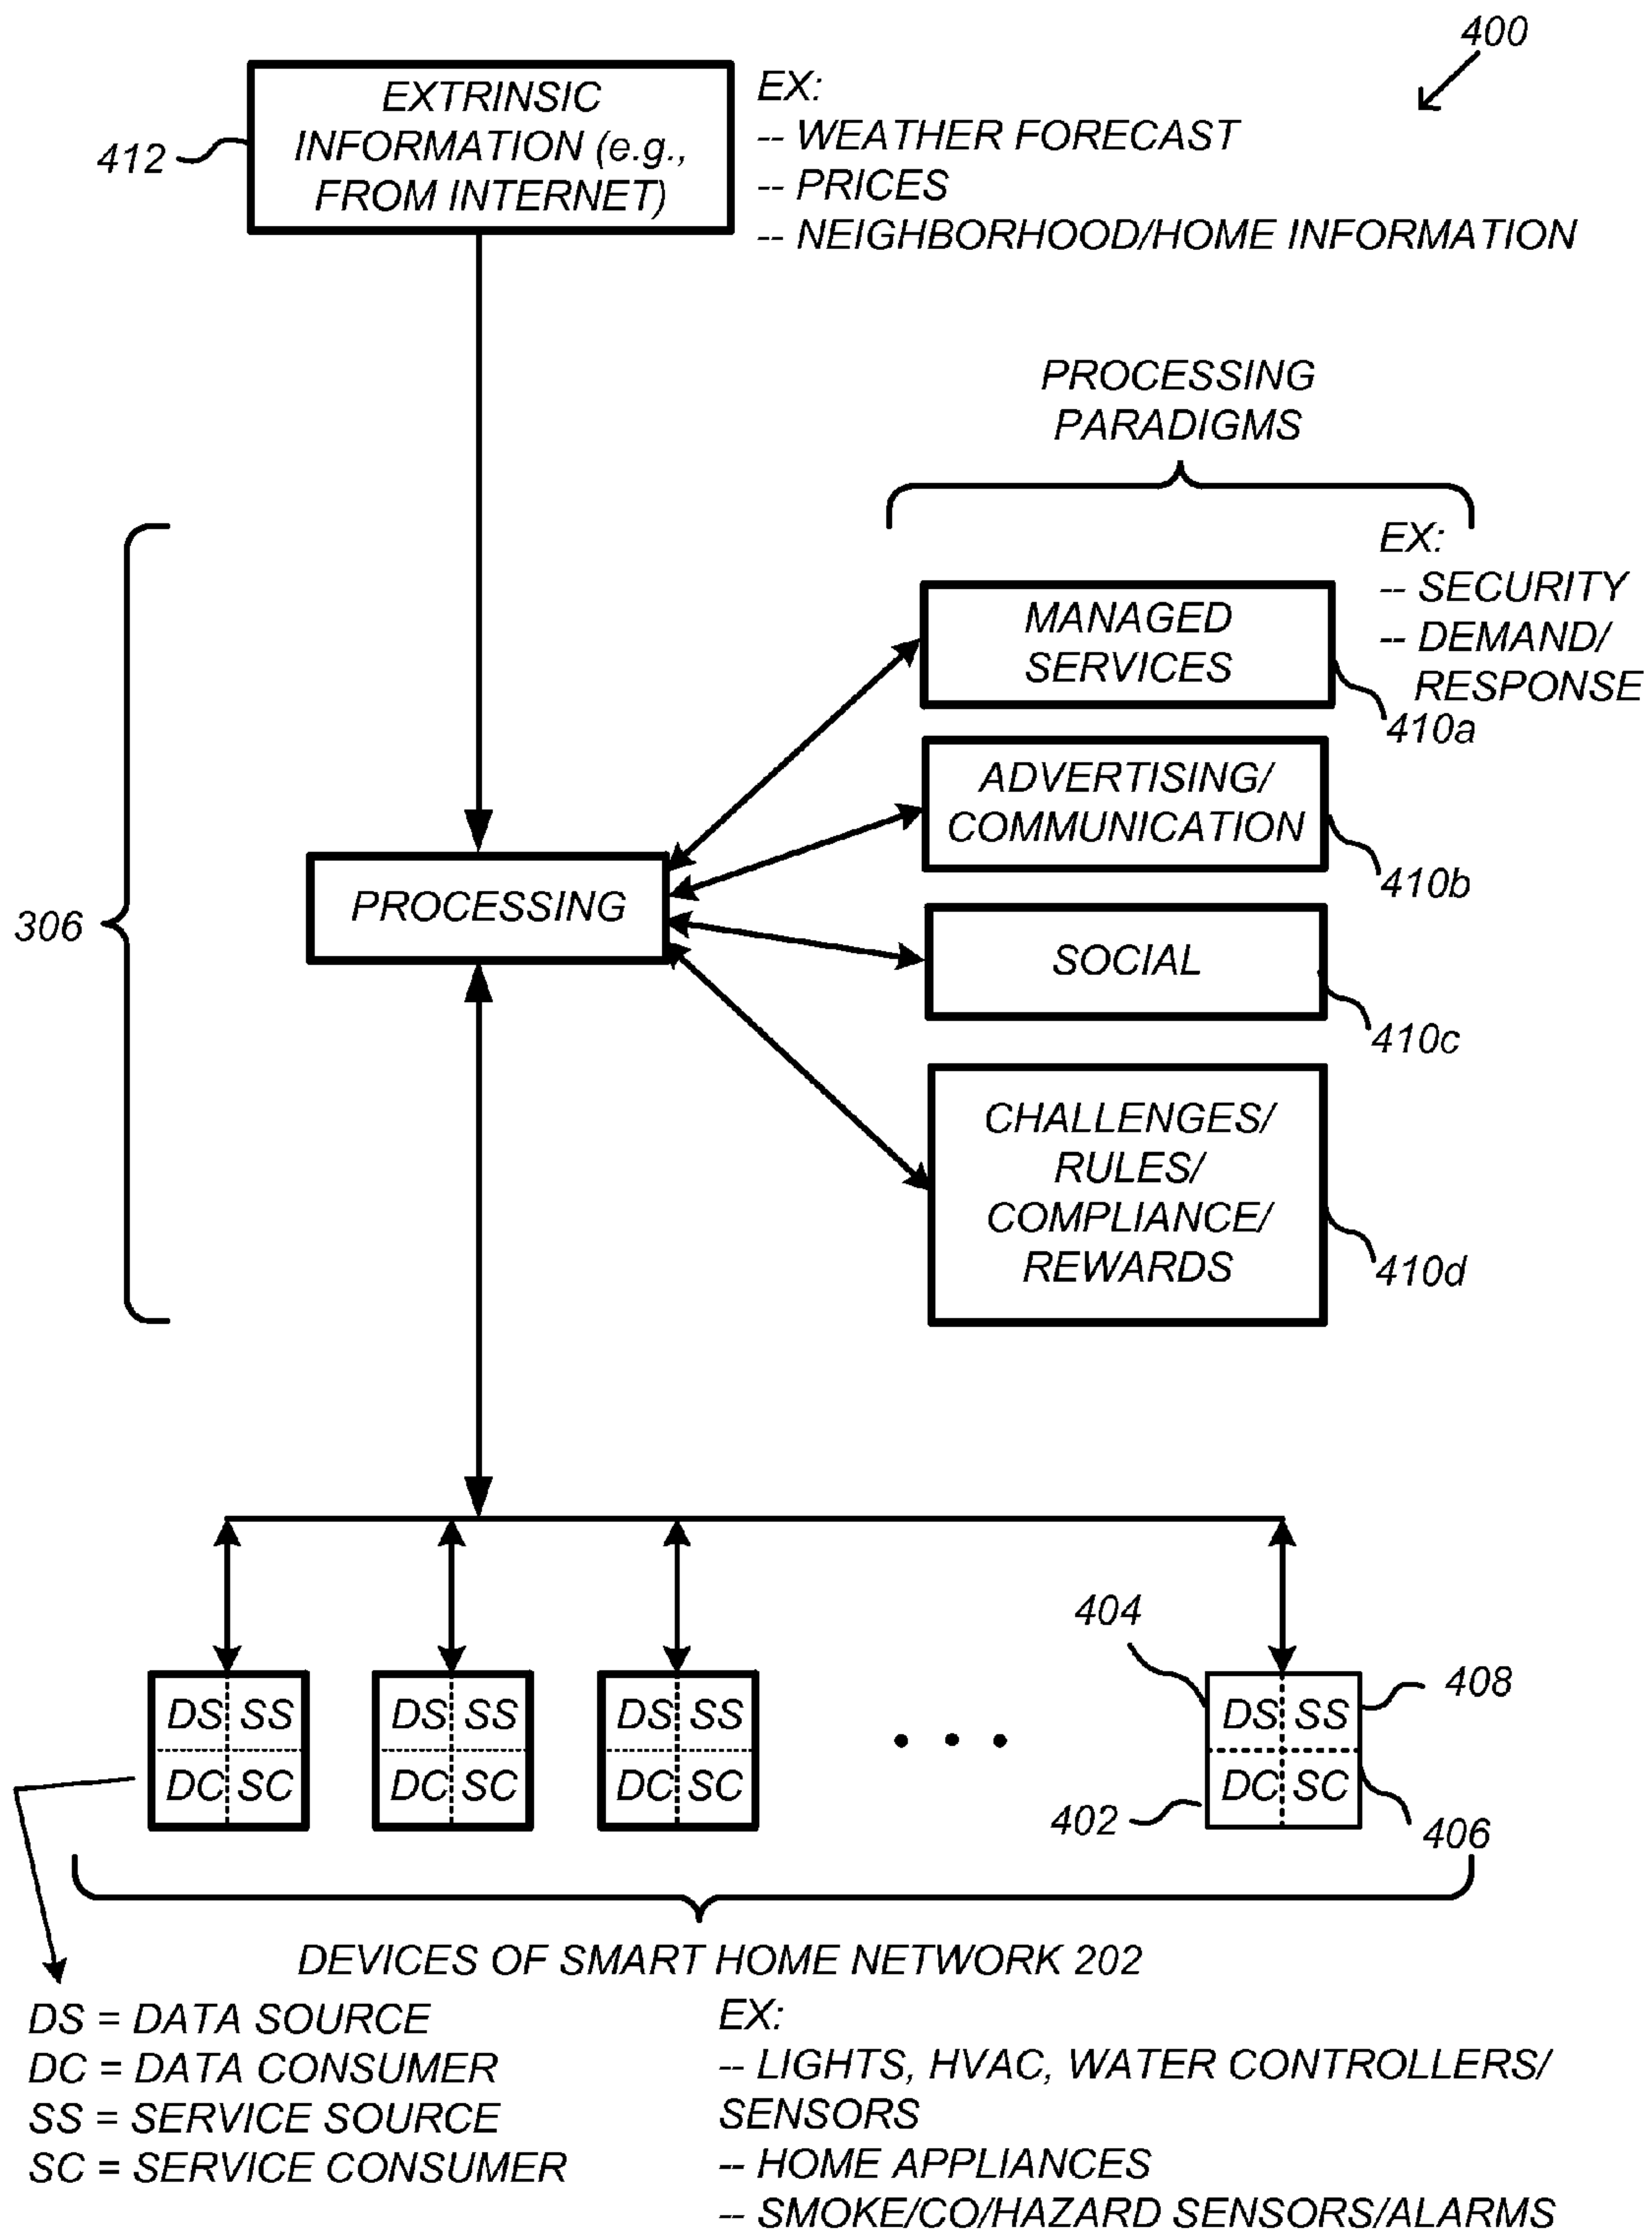 400
EXTRINSIC
INFORMATION (e.g.,
FROM INTERNET)
412
EX:
-- WEATHER FORECAST
-- PRICES
-- NEIGHBORHOOD/HOME INFORMATION
PROCESSING
PARADIGMS
EX:
-- SECURITY
-- DEMAND/
RESPONSE
MANAGED
SERVICES
410a
ADVERTISING/
COMMUNICATION
410b
306
PROCESSING
SOCIAL
410c
CHALLENGES/
RULES/
COMPLIANCE/
REWARDS
410d
404
408
DS SS
DC SC
DS SS
DC SC
DS SS
DC SC
. . .
DS SS
DC SC
402
406
DEVICES OF SMART HOME NETWORK 202
DS = DATA SOURCE
DC = DATA CONSUMER
SS = SERVICE SOURCE
SC = SERVICE CONSUMER
EX:
-- LIGHTS, HVAC, WATER CONTROLLERS/
SENSORS
-- HOME APPLIANCES
-- SMOKE/CO/HAZARD SENSORS/ALARMS